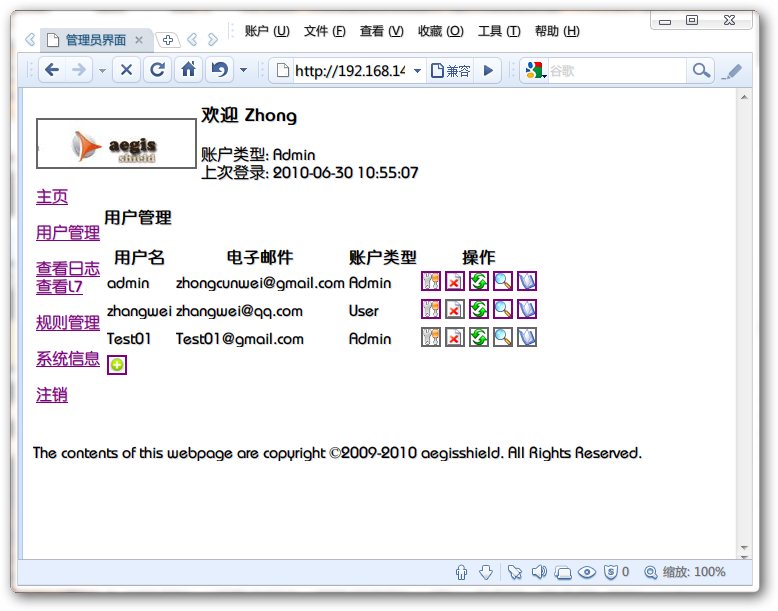 账户 (U) 文件 (F) 查看 (V) 收藏 (O) 工具 (T) 帮助 (H)
管理员界面
http://192.168.14 兼容 谷歌
aegis
shield
欢迎 Zhong
账户类型: Admin
上次登录: 2010-06-30 10:55:07
主页
用户管理
查看日志
查看L7
规则管理
系统信息
注销
用户管理
用户名 电子邮件 账户类型 操作
admin zhongcunwei@gmail.com Admin
zhangwei zhangwei@qq.com User
Test01 Test01@gmail.com Admin
The contents of this webpage are copyright ©2009-2010 aegisshield. All Rights Reserved.
0 缩放: 100%